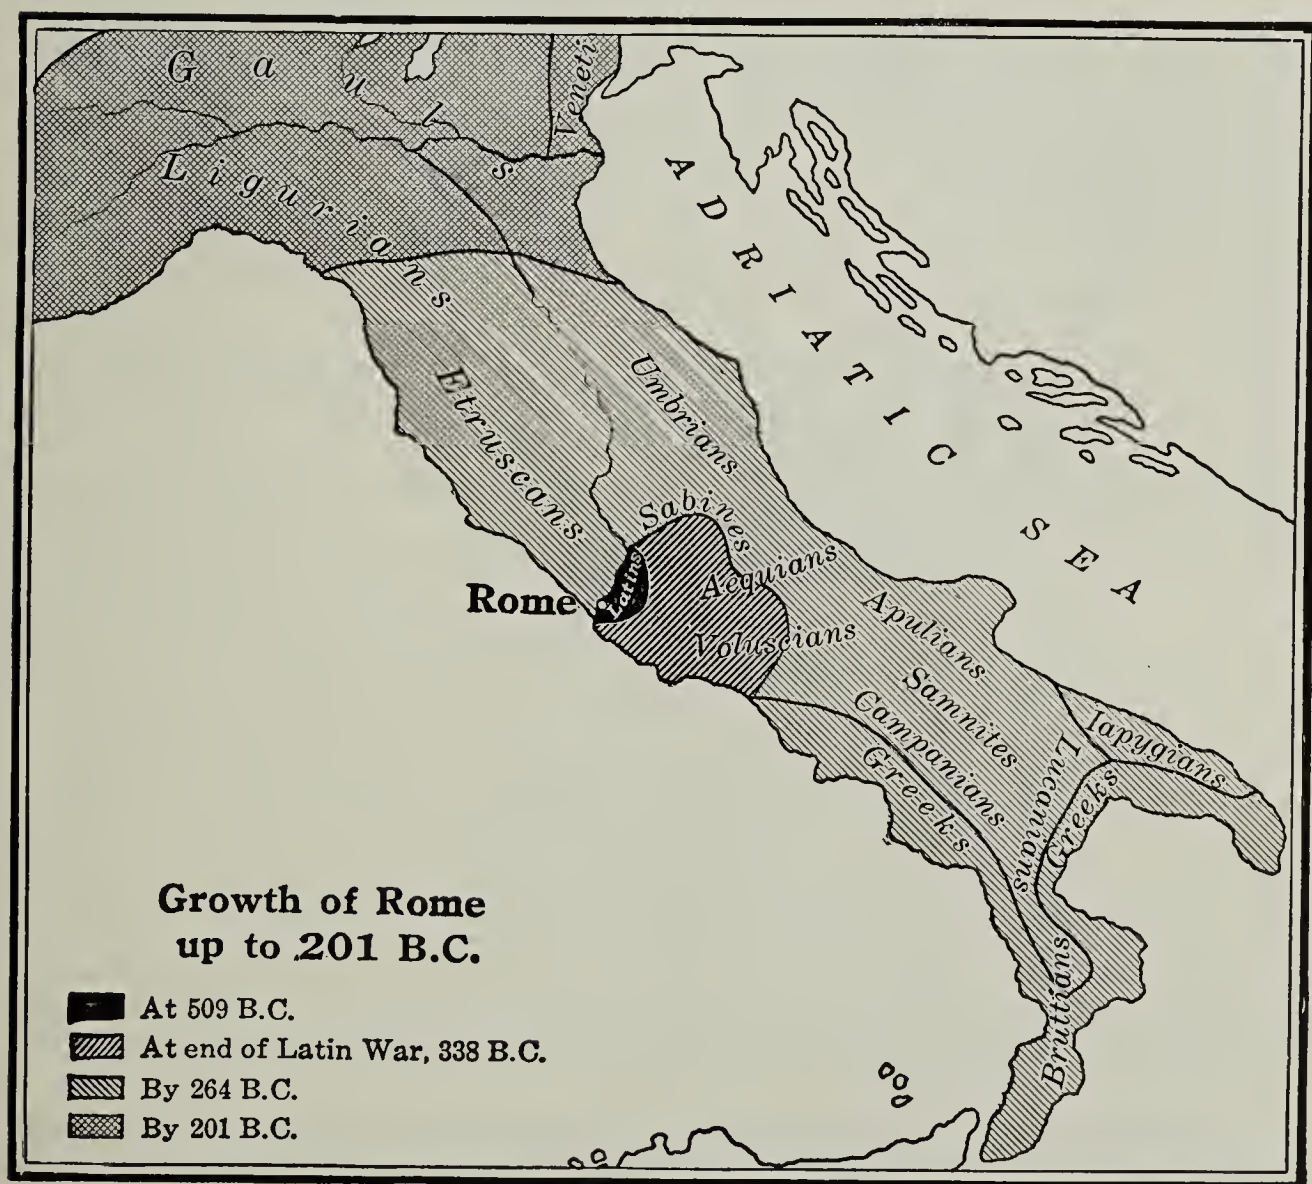 Gauls
Veneti
Ligurians
ADRIATIC SEA
Etruscans
Umbrians
Sabines
Rome
Latins
Aequians
Voluscians
Apulians
Samnites
Campanians
Greeks
Iapygians
Lucanians
Greeks
Bruttians
Growth of Rome
up to 201 B.C.
At 509 B.C.
At end of Latin War, 338 B.C.
By 264 B.C.
By 201 B.C.